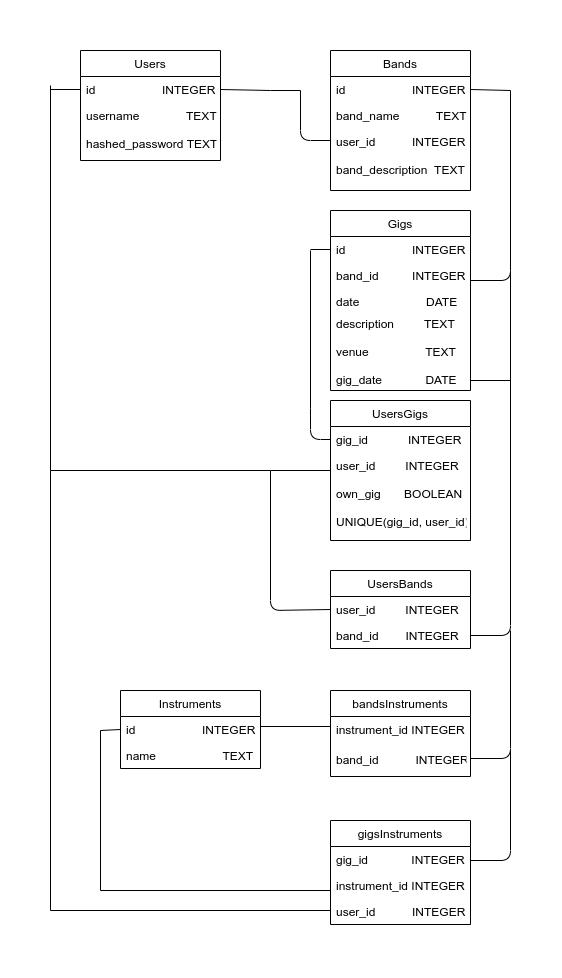 Users
id INTEGER
username TEXT
hashed_password TEXT
Bands
id INTEGER
band_name TEXT
user_id INTEGER
band_description TEXT
Gigs
id INTEGER
band_id INTEGER
date DATE
description TEXT
venue TEXT
gig_date DATE
UsersGigs
gig_id INTEGER
user_id INTEGER
own_gig BOOLEAN
UNIQUE(gig_id, user_id)
UsersBands
user_id INTEGER
band_id INTEGER
Instruments
id INTEGER
name TEXT
bandsInstruments
instrument_id INTEGER
band_id INTEGER
gigsInstruments
gig_id INTEGER
instrument_id INTEGER
user_id INTEGER